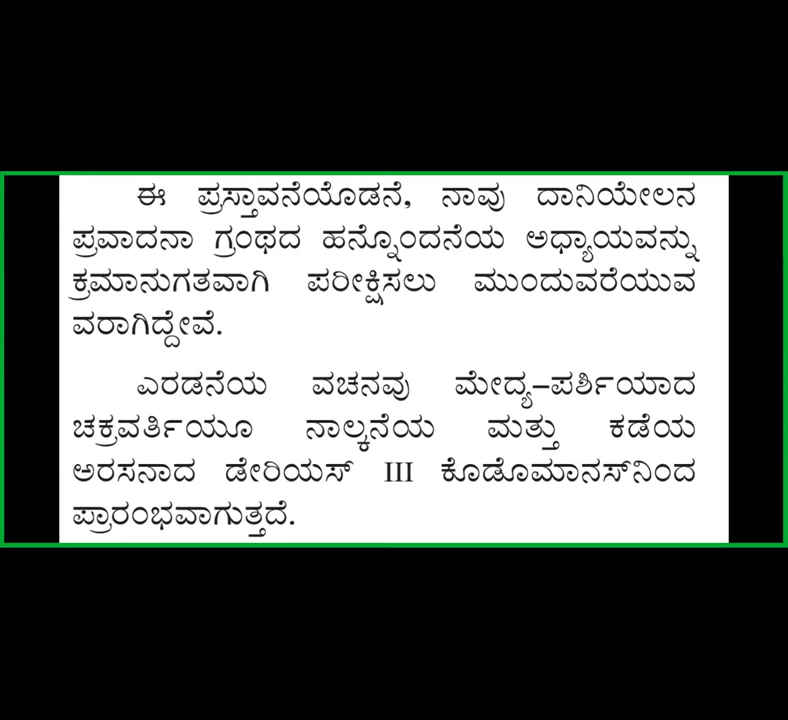 ಈ ಪ್ರಸ್ತಾವನೆಯೊಡನೆ, ನಾವು ದಾನಿಯೇಲನ
ಪ್ರವಾದನಾ ಗ್ರಂಥದ ಹನ್ನೊಂದನೆಯ ಅಧ್ಯಾಯವನ್ನು
ಕ್ರಮಾನುಗತವಾಗಿ ಪರೀಕ್ಷಿಸಲು ಮುಂದುವರೆಯುವ
ವರಾಗಿದ್ದೇವೆ.
ಎರಡನೆಯ ವಚನವು ಮೇದ್ಯ–ಪರ್ಶಿಯಾದ
ಚಕ್ರವರ್ತಿಯೂ ನಾಲ್ಕನೆಯ ಮತ್ತು ಕಡೆಯ
ಅರಸನಾದ ಡೇರಿಯಸ್ III ಕೊಡೊಮಾನಸ್‌ನಿಂದ
ಪ್ರಾರಂಭವಾಗುತ್ತದೆ.